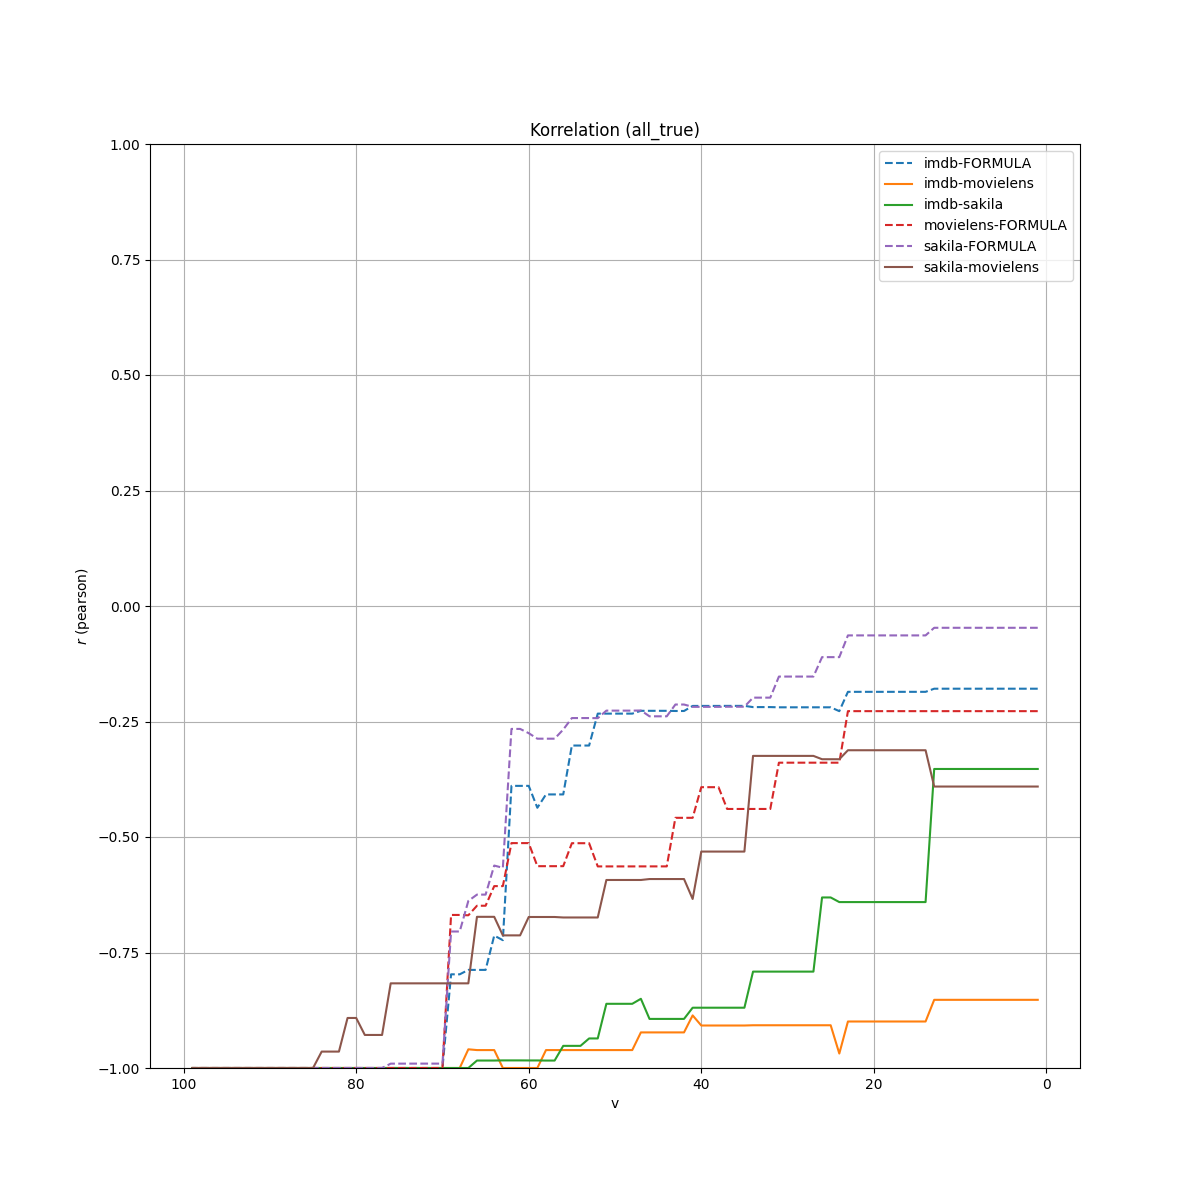 Korrelation (all_true)
1.00
0.75
0.50
0.25
0.00
−0.25
−0.50
−0.75
−1.00
r (pearson)
100
80
60
40
20
0
v
imdb-FORMULA
imdb-movielens
imdb-sakila
movielens-FORMULA
sakila-FORMULA
sakila-movielens